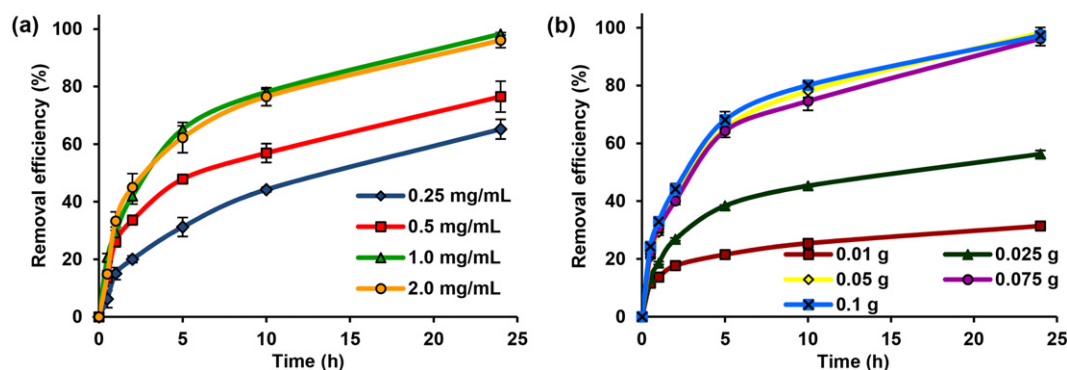 (a)
Removal efficiency (%)
100
80
60
40
20
0
0.25 mg/mL
0.5 mg/mL
1.0 mg/mL
2.0 mg/mL
0 5 10 15 20 25
Time (h)
(b)
Removal efficiency (%)
100
80
60
40
20
0
0.01 g 0.025 g
0.05 g 0.075 g
0.1 g
0 5 10 15 20 25
Time (h)